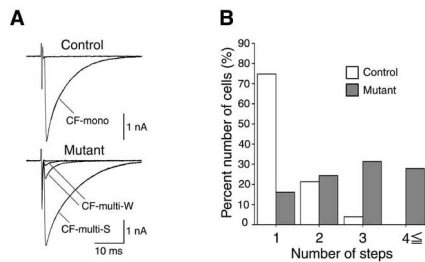 A
Control
CF-mono
1 nA
Mutant
CF-multi-W
CF-multi-S
1 nA
10 ms
B
Percent number of cells (%)
90
80
70
60
50
40
30
20
10
0
Control
Mutant
1 2 3 4≦
Number of steps